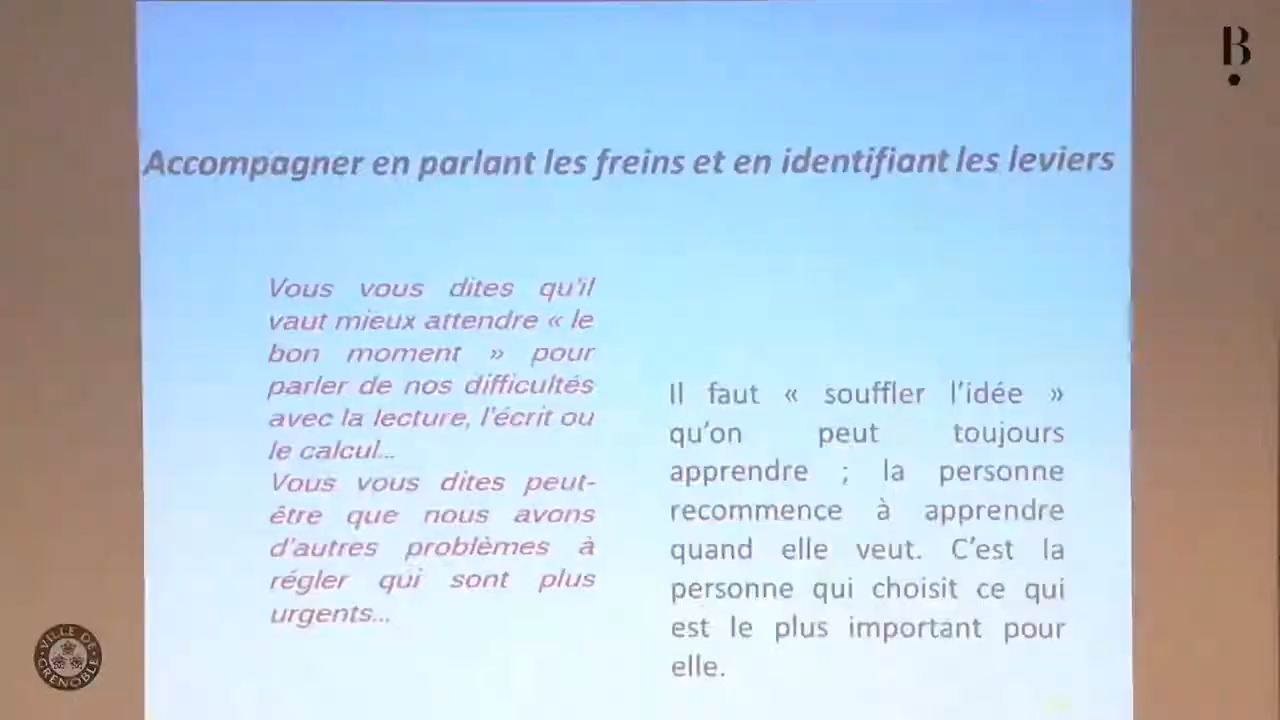 B
Accompagner en parlant les freins et en identifiant les leviers
Vous vous dites qu'il
vaut mieux attendre « le
bon moment » pour
parler de nos difficultés
avec la lecture, l'écrit ou
le calcul...
Vous vous dites peut-
être que nous avons
d'autres problèmes à
régler qui sont plus
urgents...
Il faut « souffler l'idée »
qu'on peut toujours
apprendre ; la personne
recommence à apprendre
quand elle veut. C'est la
personne qui choisit ce qui
est le plus important pour
elle.
VILLE DE
GRENOBLE